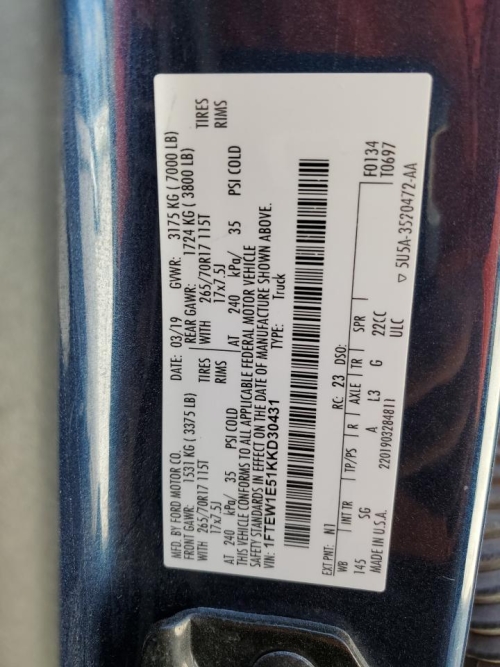 MFD. BY FORD MOTOR CO.
DATE: 03/19 GVWR: 3175 KG ( 7000 LB)
FRONT GAWR: 1531 KG ( 3375 LB) REAR GAWR: 1724 KG ( 3800 LB)
WITH 265/70R17 115T TIRES WITH 265/70R17 115T TIRES
17x7.5J RIMS 17x7.5J RIMS
AT 240 kPa/ 35 PSI COLD AT 240 kPa/ 35 PSI COLD
THIS VEHICLE CONFORMS TO ALL APPLICABLE FEDERAL MOTOR VEHICLE
SAFETY STANDARDS IN EFFECT ON THE DATE OF MANUFACTURE SHOWN ABOVE.
1FTEW1E51KKD30431 TYPE: Truck
EXT PNT: N1 RC: 23 DSO: F0134
WB INT TR TP/PS R AXLE TR SPR T0697
145 SG A L3 G 22CC
MADE IN U.S.A. 2201903284811 ULC ▽ 5U5A-3520472-AA